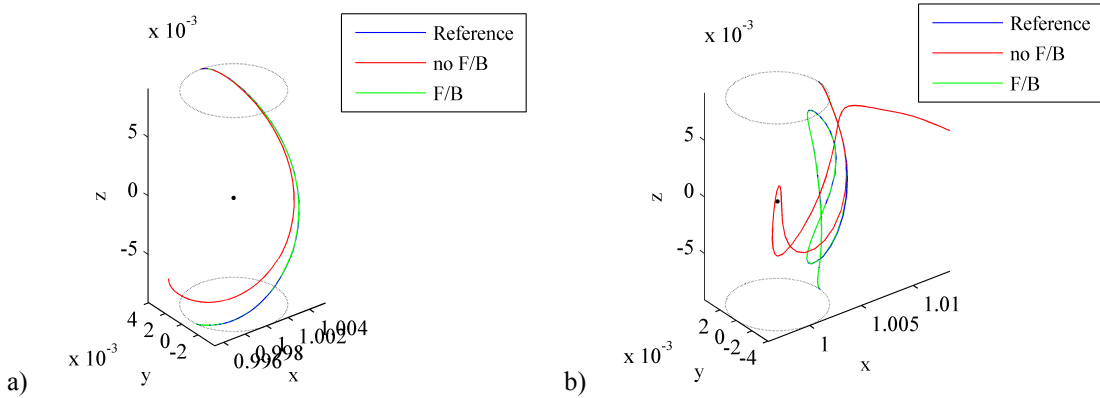 x 10⁻³
Reference
no F/B
F/B
5
0
-5
z
4
2
0
-2
x 10⁻³
y
0.996
0.998
1
1.002
1.004
x
a)
x 10⁻³
Reference
no F/B
F/B
5
0
-5
z
2
0
-2
-4
x 10⁻³
y
1
1.005
1.01
x
b)